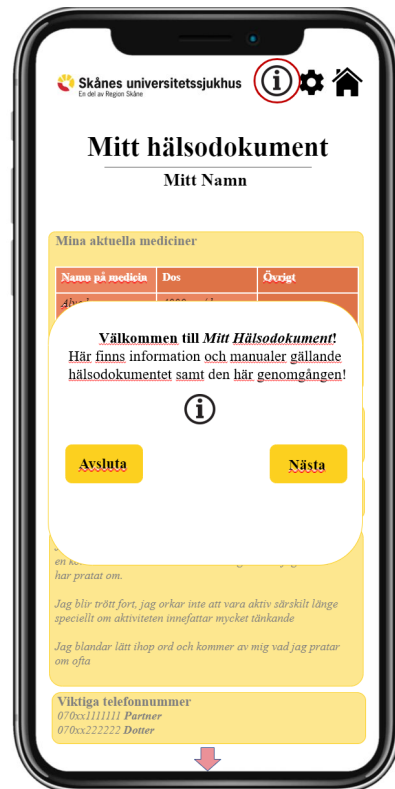 Skånes universitetssjukhus
En del av Region Skåne
Mitt hälsodokument
Mitt Namn
Mina aktuella mediciner
Namn på medicin Dos Övrigt
Välkommen till Mitt Hälsodokument!
Här finns information och manualer gällande
hälsodokumentet samt den här genomgången!
Avsluta Nästa
har pratat om.
Jag blir trött fort, jag orkar inte att vara aktiv särskilt länge
speciellt om aktiviteten innefattar mycket tänkande
Jag blandar lätt ihop ord och kommer av mig vad jag pratar
om ofta
Viktiga telefonnummer
070xx1111111 Partner
070xx222222 Dotter